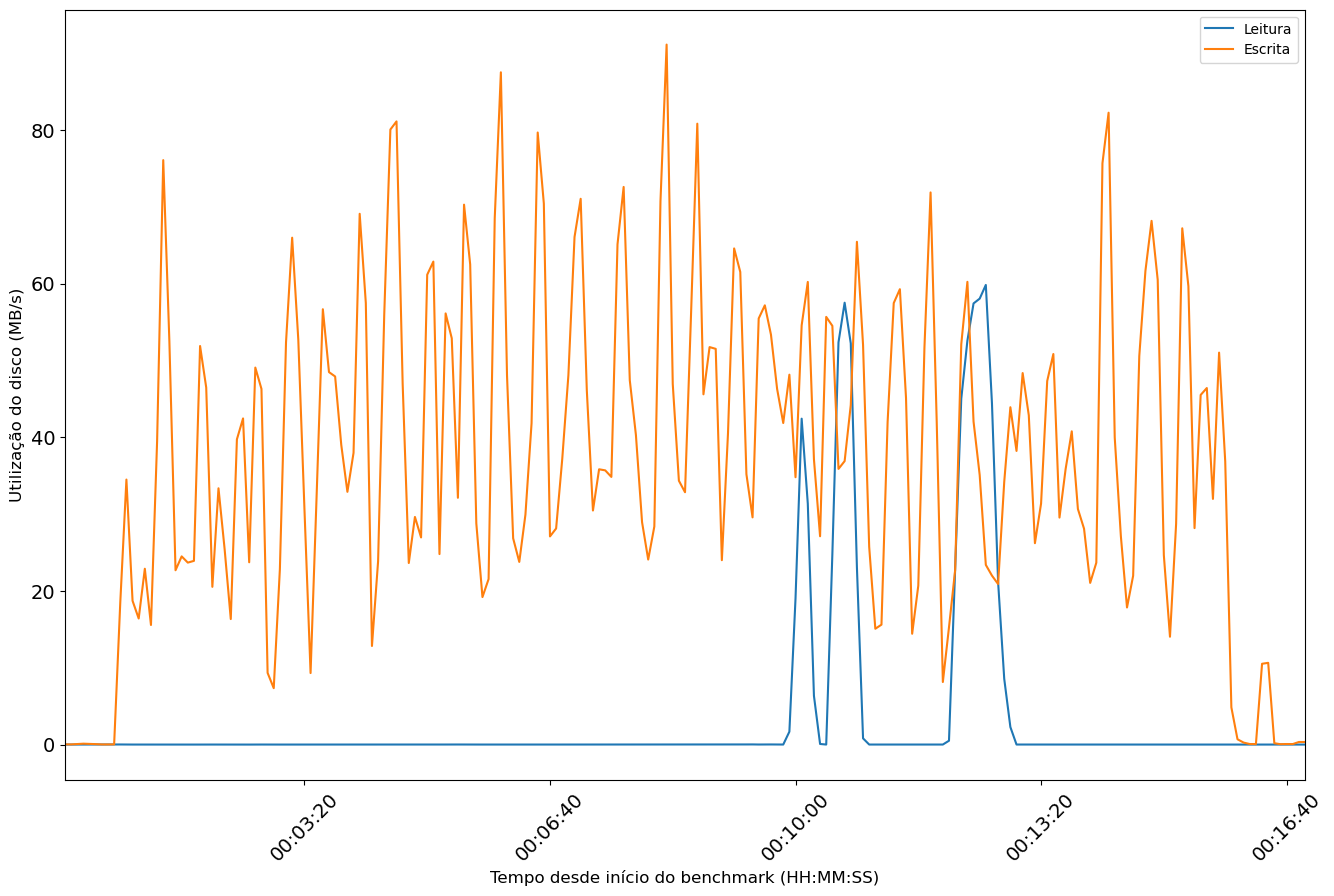 Leitura
Escrita
Utilização do disco (MB/s)
80
60
40
20
0
00:03:20
00:06:40
00:10:00
00:13:20
00:16:40
Tempo desde início do benchmark (HH:MM:SS)